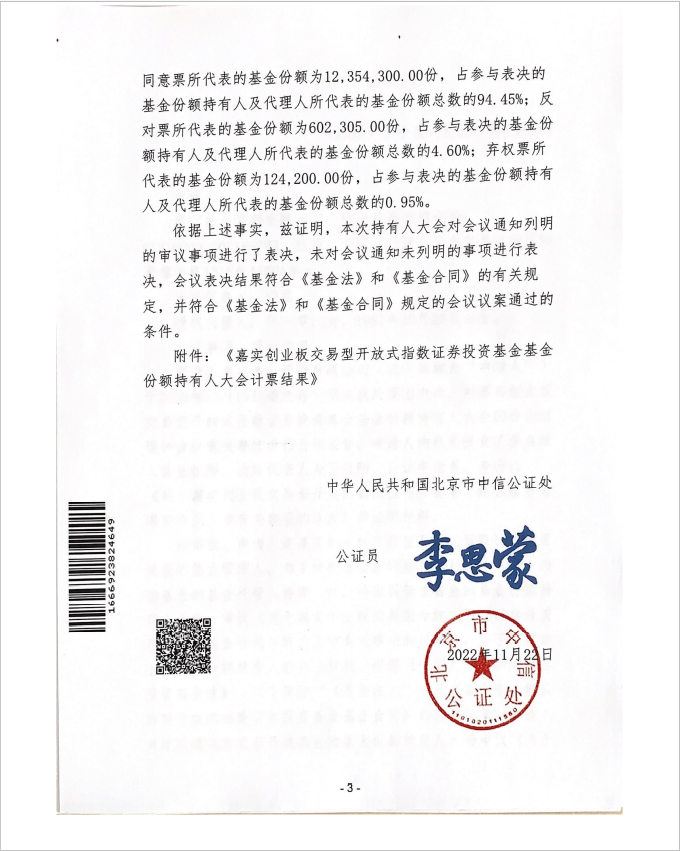 同意票所代表的基金份额为12,354,300.00份，占参与表决的
基金份额持有人及代理人所代表的基金份额总数的94.45%；反
对票所代表的基金份额为602,305.00份，占参与表决的基金份
额持有人及代理人所代表的基金份额总数的4.60%；弃权票所
代表的基金份额为124,200.00份，占参与表决的基金份额持有
人及代理人所代表的基金份额总数的0.95%。
依据上述事实，兹证明，本次持有人大会对会议通知列明
的审议事项进行了表决，未对会议通知未列明的事项进行表
决，会议表决结果符合《基金法》和《基金合同》的有关规
定，并符合《基金法》和《基金合同》规定的会议议案通过的
条件。
附件：《嘉实创业板交易型开放式指数证券投资基金基金
份额持有人大会计票结果》
中华人民共和国北京市中信公证处
1666923824649
公证员
李思蒙
北京市中信
2022年11月22日
公证处
-3-